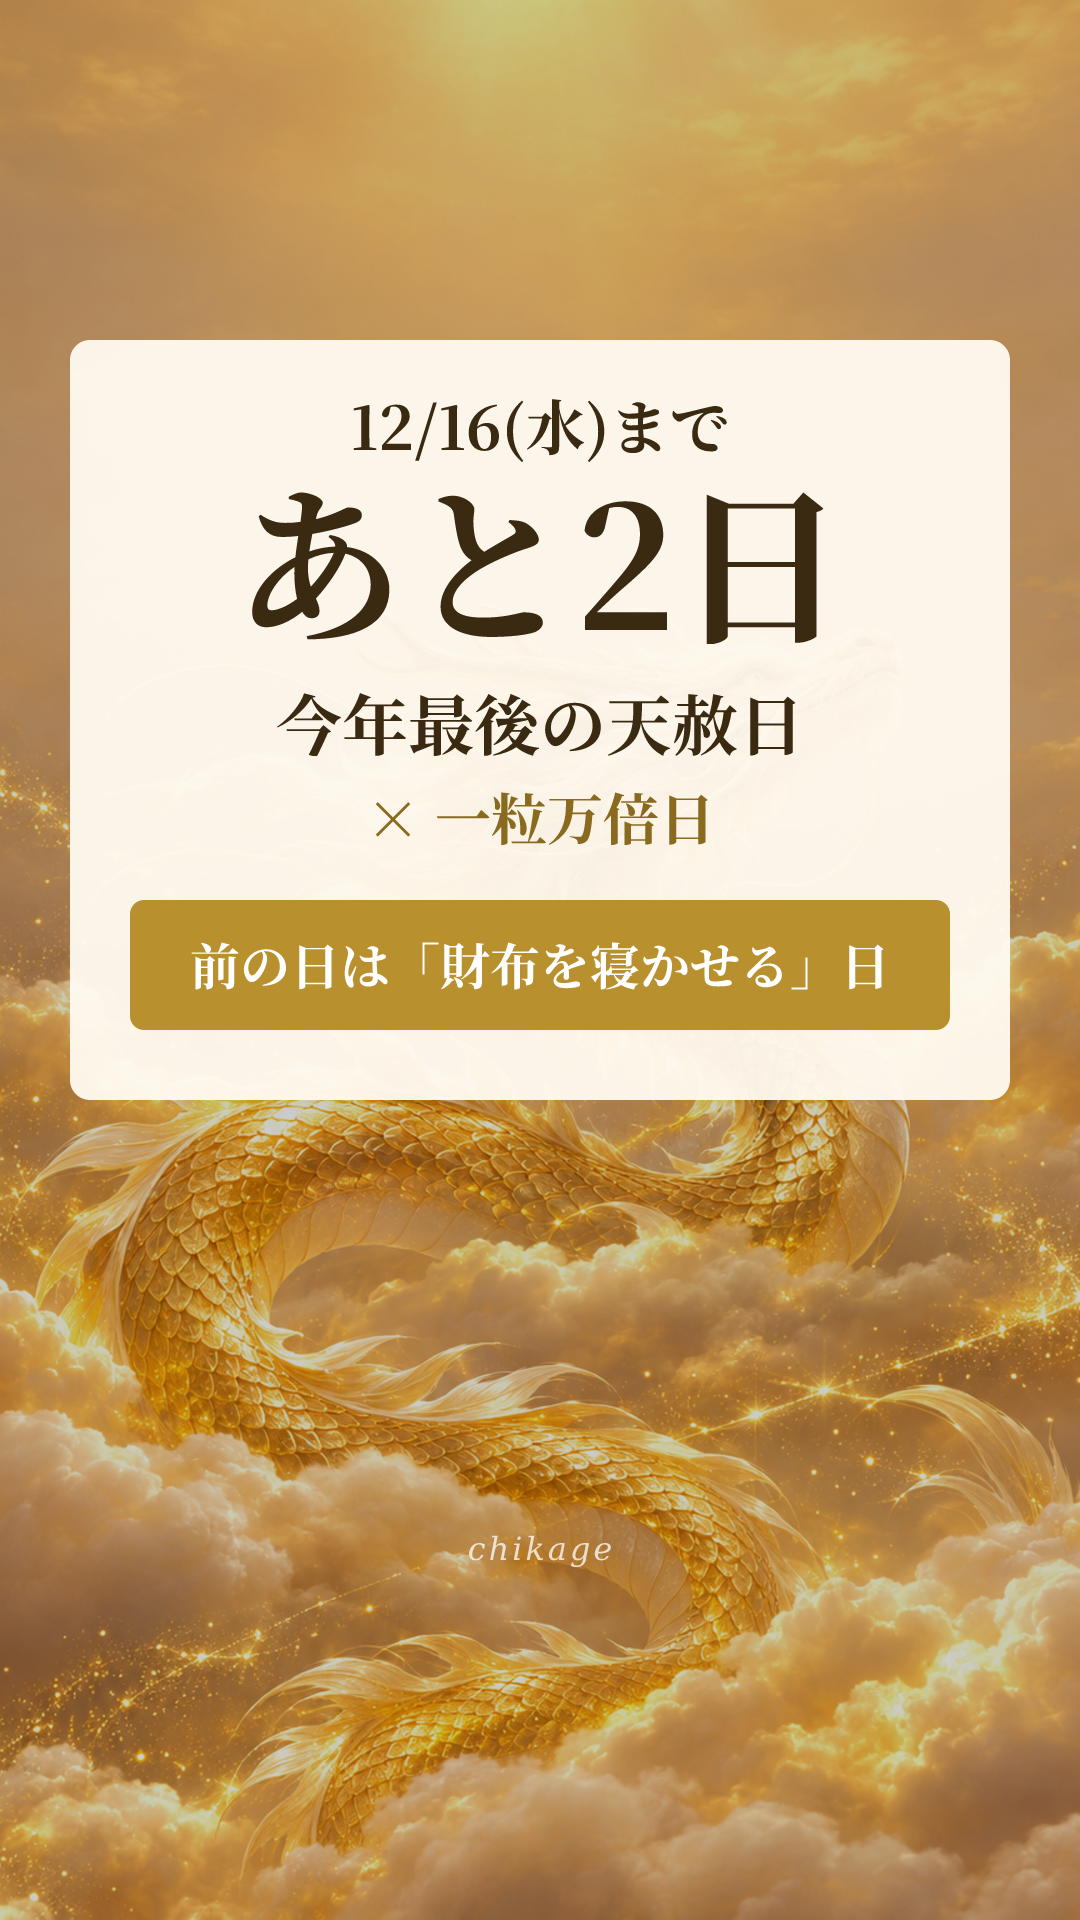 12/16(水)まで
あと2日
今年最後の天赦日
× 一粒万倍日
前の日は「財布を寝かせる」日
chikage